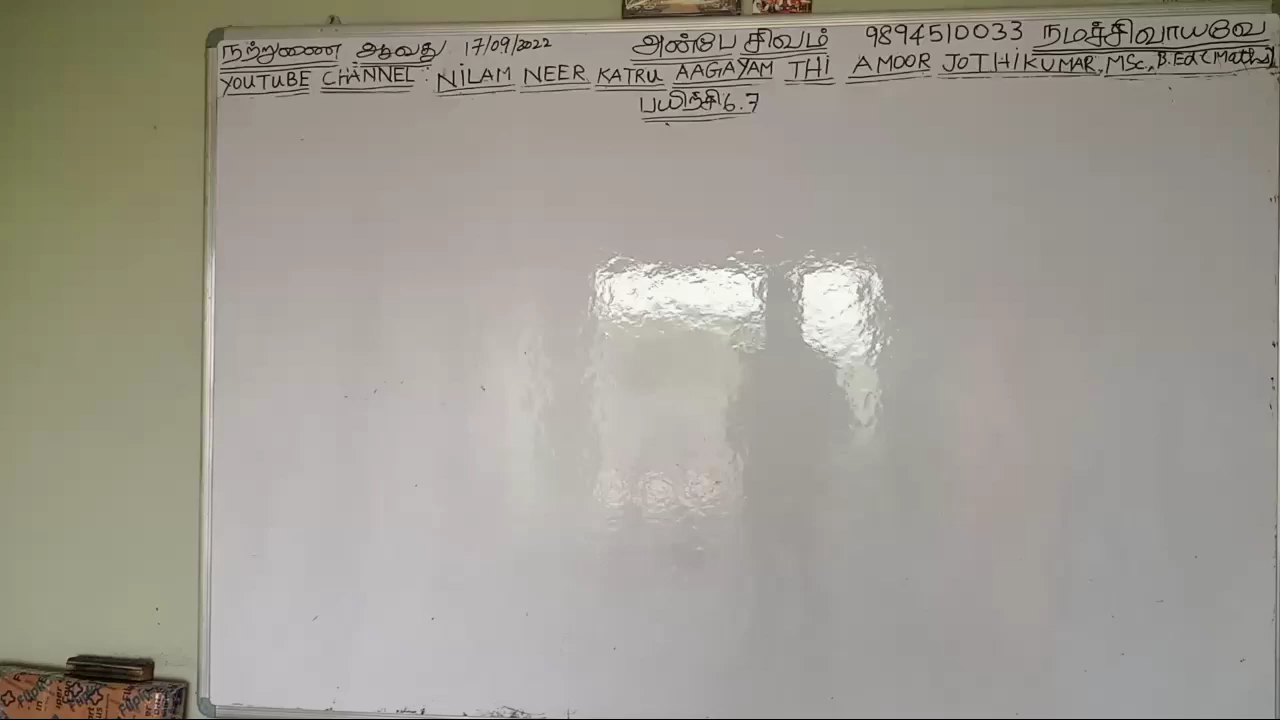 நற்றுணை ஆவது 17/09/2022 அன்பே சிவம் 9894510033 நமச்சிவாயவே
YOUTUBE CHANNEL: NILAM NEER KATRU AAGAYAM THI AMOOR JOTHIKUMAR, MSc., B.Ed (Maths)
பயிற்சி 6.7